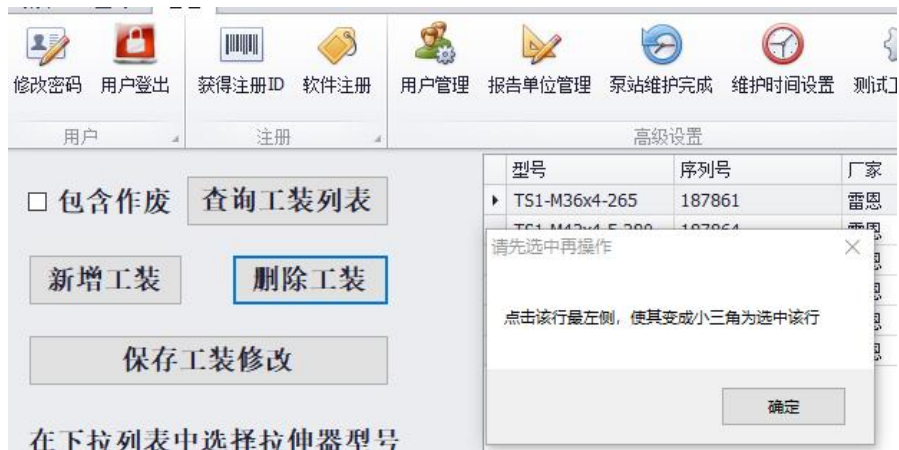 修改密码 用户登出 获得注册ID 软件注册 用户管理 报告单位管理 泵站维护完成 维护时间设置 测试
用户 注册 高级设置
型号 序列号 厂家
包含作废 查询工装列表
TS1-M36x4-265 187861 雷恩
请先选中再操作
新增工装 删除工装
点击该行最左侧，使其变成小三角为选中该行
保存工装修改
确定
在下拉列表中选择拉伸器型号